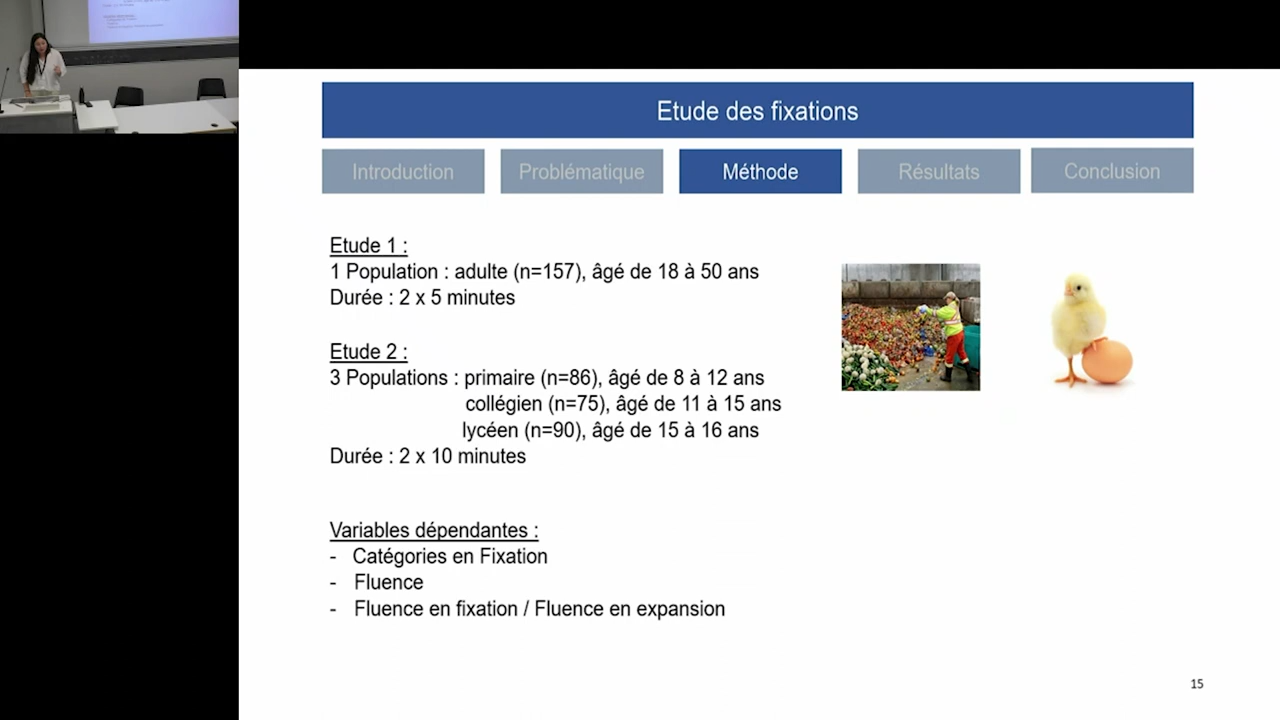 Etude des fixations
Introduction
Problématique
Méthode
Résultats
Conclusion
Etude 1 :
1 Population : adulte (n=157), âgé de 18 à 50 ans
Durée : 2 x 5 minutes
Etude 2 :
3 Populations : primaire (n=86), âgé de 8 à 12 ans
collégien (n=75), âgé de 11 à 15 ans
lycéen (n=90), âgé de 15 à 16 ans
Durée : 2 x 10 minutes
Variables dépendantes :
- Catégories en Fixation
- Fluence
- Fluence en fixation / Fluence en expansion
15